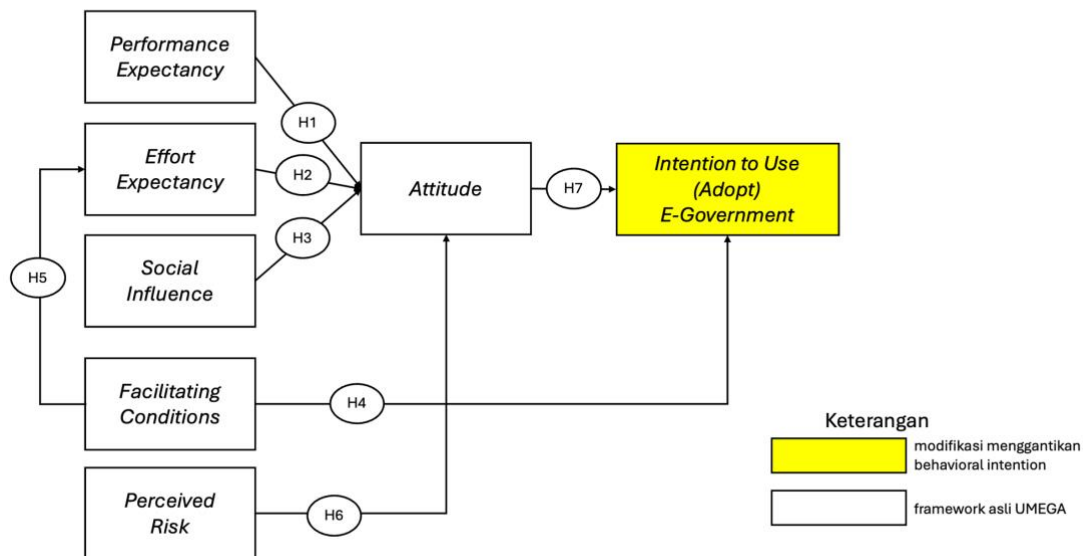 Performance
Expectancy
H1
Effort
Expectancy
H2
Attitude
H7
Intention to Use
(Adopt)
E-Government
H3
Social
Influence
H5
Facilitating
Conditions
H4
Perceived
Risk
H6
Keterangan
modifikasi menggantikan
behavioral intention
framework asli UMEGA